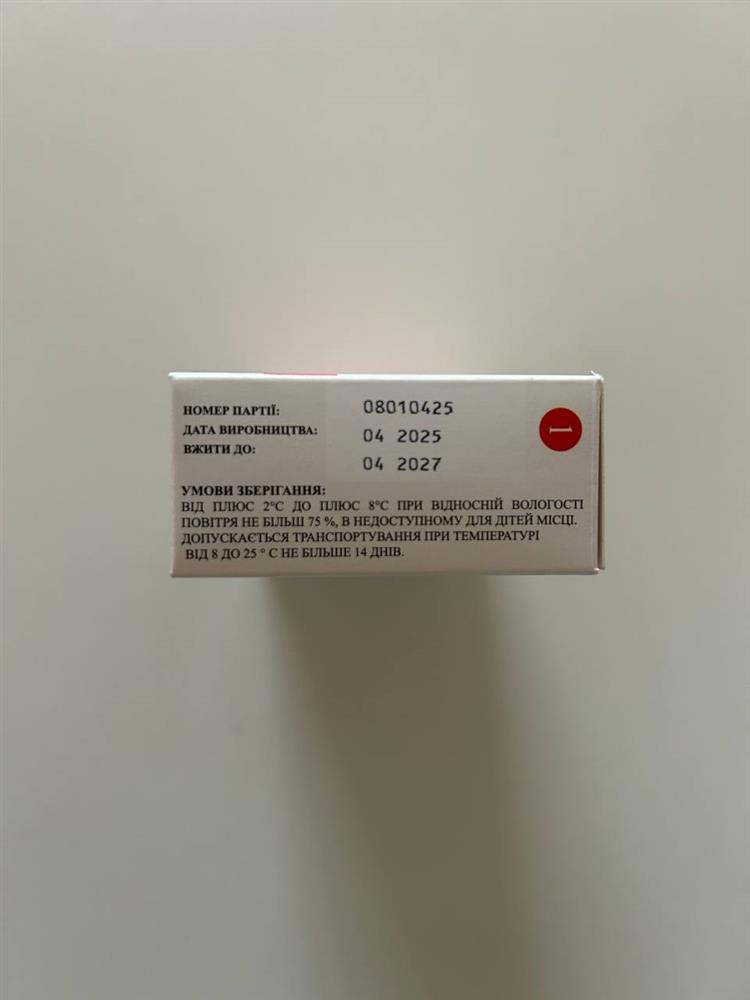 НОМЕР ПАРТІЇ: 08010425
ДАТА ВИРОБНИЦТВА: 04 2025
ВЖИТИ ДО: 04 2027
1
УМОВИ ЗБЕРІГАННЯ:
ВІД ПЛЮС 2°С ДО ПЛЮС 8°С ПРИ ВІДНОСНІЙ ВОЛОГОСТІ
ПОВІТРЯ НЕ БІЛЬШ 75 %, В НЕДОСТУПНОМУ ДЛЯ ДІТЕЙ МІСЦІ.
ДОПУСКАЄТЬСЯ ТРАНСПОРТУВАННЯ ПРИ ТЕМПЕРАТУРІ
ВІД 8 ДО 25 ° С НЕ БІЛЬШЕ 14 ДНІВ.